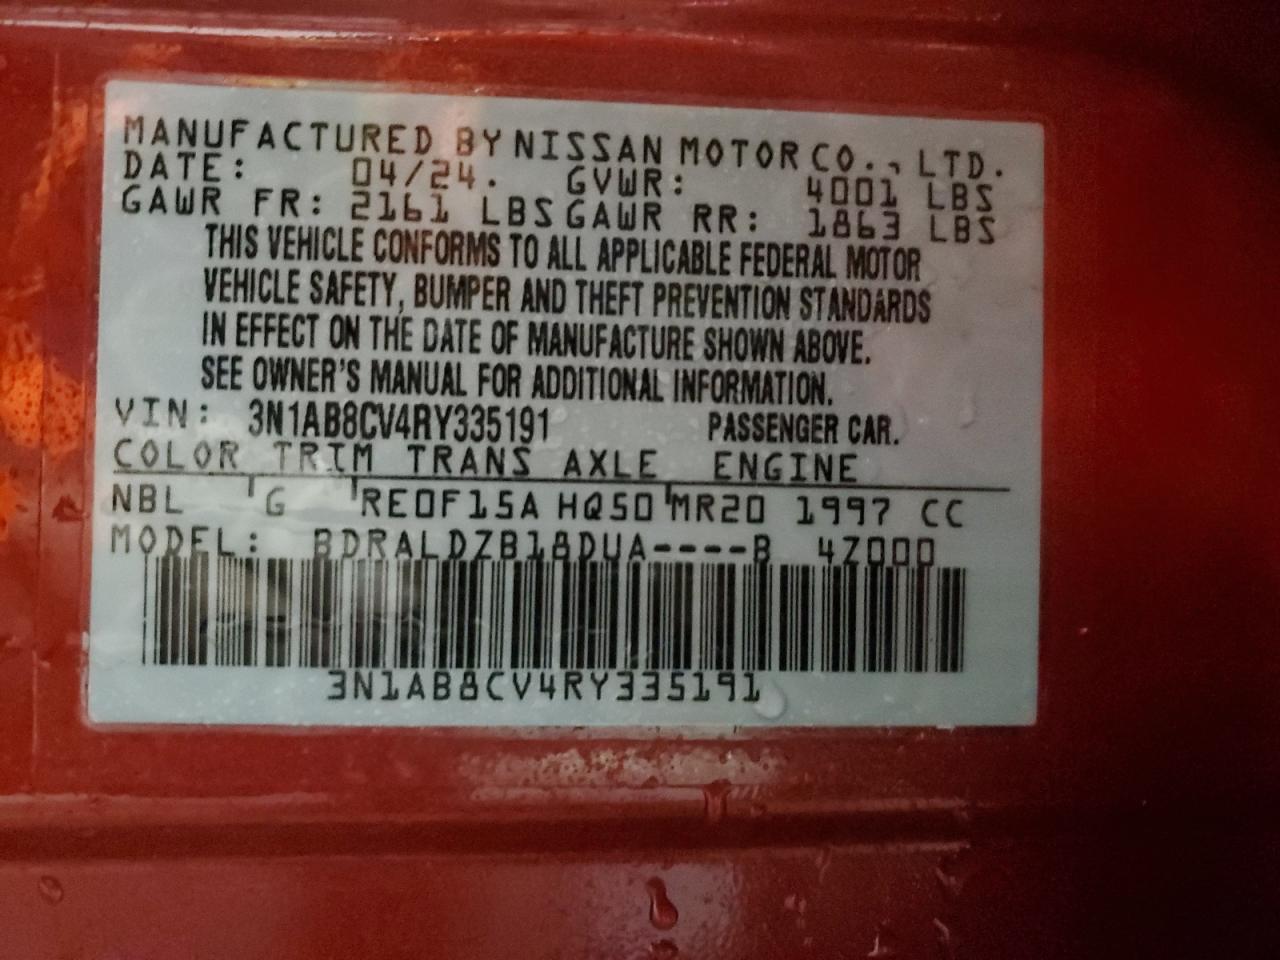 MANUFACTURED BY NISSAN MOTOR CO., LTD.
DATE: 04/24. GVWR: 4001 LBS
GAWR FR: 2161 LBS GAWR RR: 1863 LBS
THIS VEHICLE CONFORMS TO ALL APPLICABLE FEDERAL MOTOR
VEHICLE SAFETY, BUMPER AND THEFT PREVENTION STANDARDS
IN EFFECT ON THE DATE OF MANUFACTURE SHOWN ABOVE.
SEE OWNER'S MANUAL FOR ADDITIONAL INFORMATION.
VIN: 3N1AB8CV4RY335191 PASSENGER CAR.
COLOR TRIM TRANS AXLE ENGINE
NBL G RE0F15A HQ50 MR20 1997 CC
MODEL: BDRALDZB18DUA----B 4Z000
3N1AB8CV4RY335191